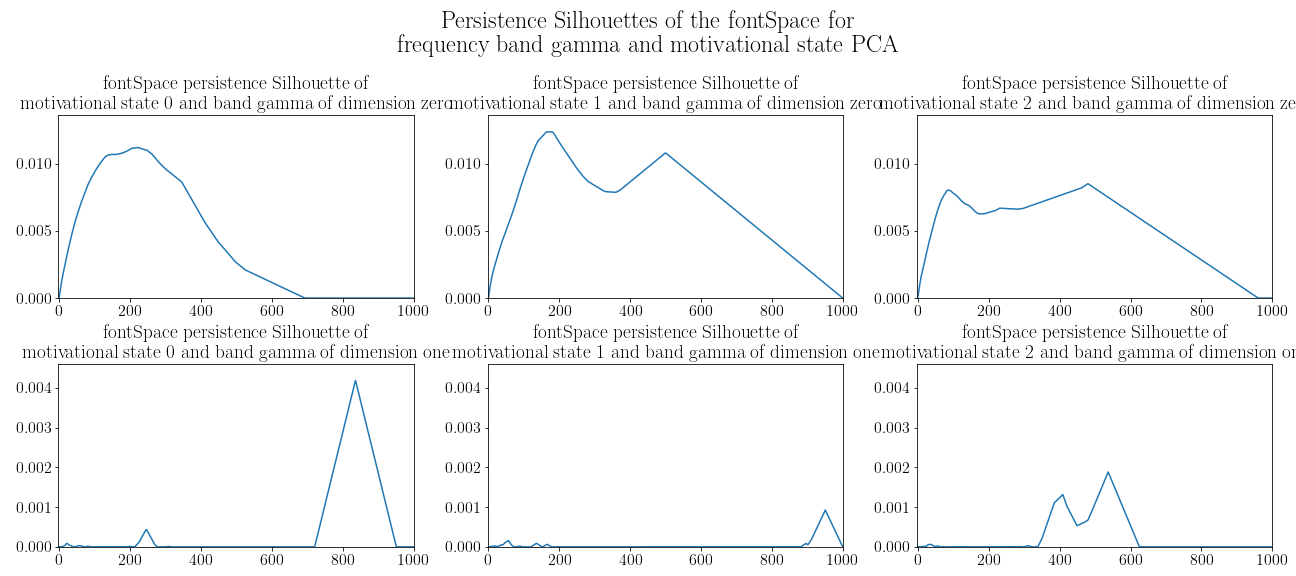 Persistence Silhouettes of the fontSpace for
frequency band gamma and motivational state PCA
fontSpace persistence Silhouette of
motivational state 0 and band gamma of dimension zero
fontSpace persistence Silhouette of
motivational state 1 and band gamma of dimension zero
fontSpace persistence Silhouette of
motivational state 2 and band gamma of dimension ze
0.010
0.005
0.000
0 200 400 600 800 1000
0.010
0.005
0.000
0 200 400 600 800 1000
0.010
0.005
0.000
0 200 400 600 800 1000
fontSpace persistence Silhouette of
motivational state 0 and band gamma of dimension one
fontSpace persistence Silhouette of
motivational state 1 and band gamma of dimension one
fontSpace persistence Silhouette of
motivational state 2 and band gamma of dimension on
0.004
0.003
0.002
0.001
0.000
0 200 400 600 800 1000
0.004
0.003
0.002
0.001
0.000
0 200 400 600 800 1000
0.004
0.003
0.002
0.001
0.000
0 200 400 600 800 1000